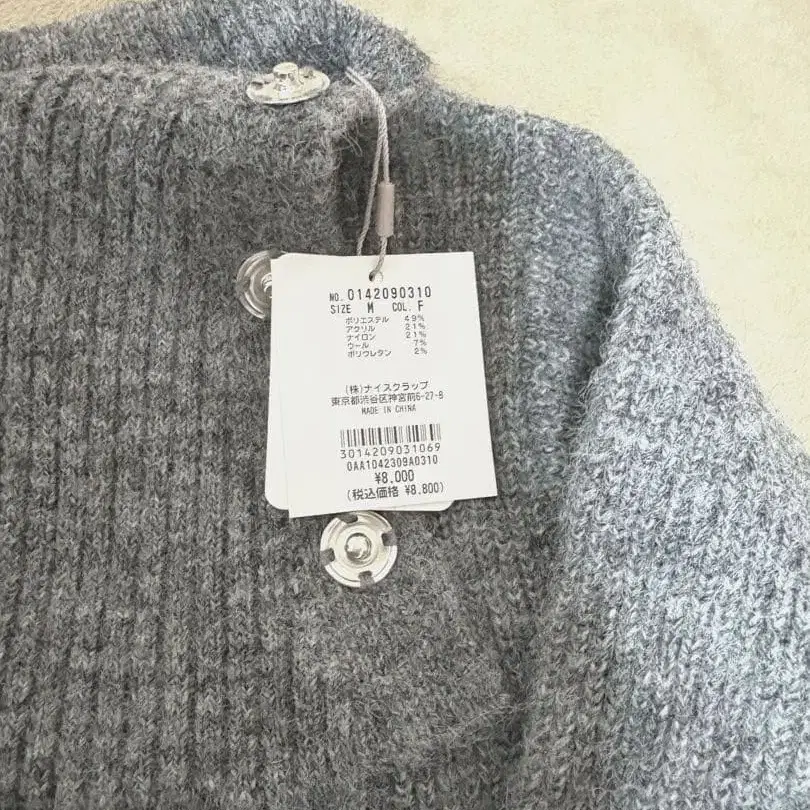 NO. 0142090310
SIZE M COL. F
ポリエステル 49%
アクリル 21%
ナイロン 21%
ウール 7%
ポリウレタン 2%
(株)ナイスクラップ
東京都渋谷区神宮前6-27-8
MADE IN CHINA
3014209031069
0AA1042309A0310
¥8,000
(税込価格 ¥8,800)